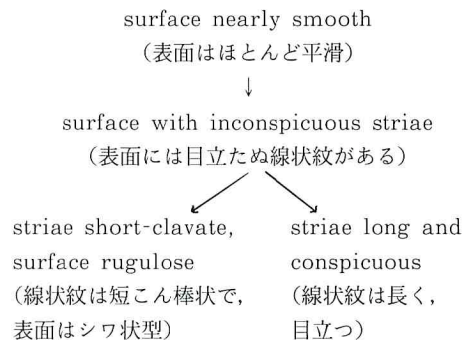 surface nearly smooth
（表面はほとんど平滑）
↓
surface with inconspicuous striae
（表面には目立たぬ線状紋がある）
striae short-clavate,
surface rugulose
（線状紋は短こん棒状で，
表面はシワ状型）
striae long and
conspicuous
（線状紋は長く，
目立つ）